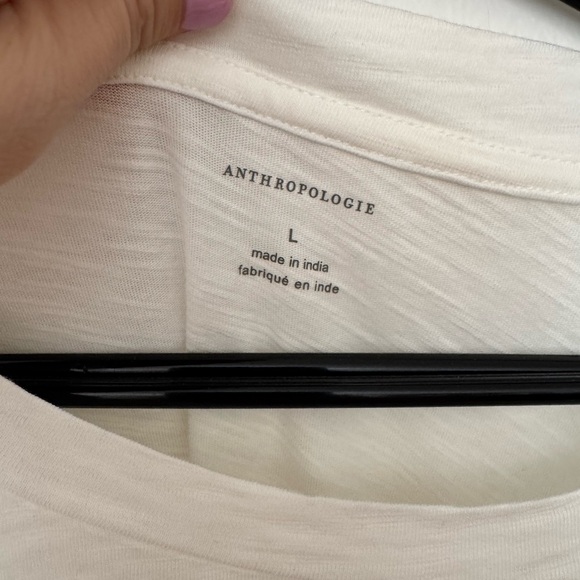 ANTHROPOLOGIE
L
made in india
fabriqué en inde